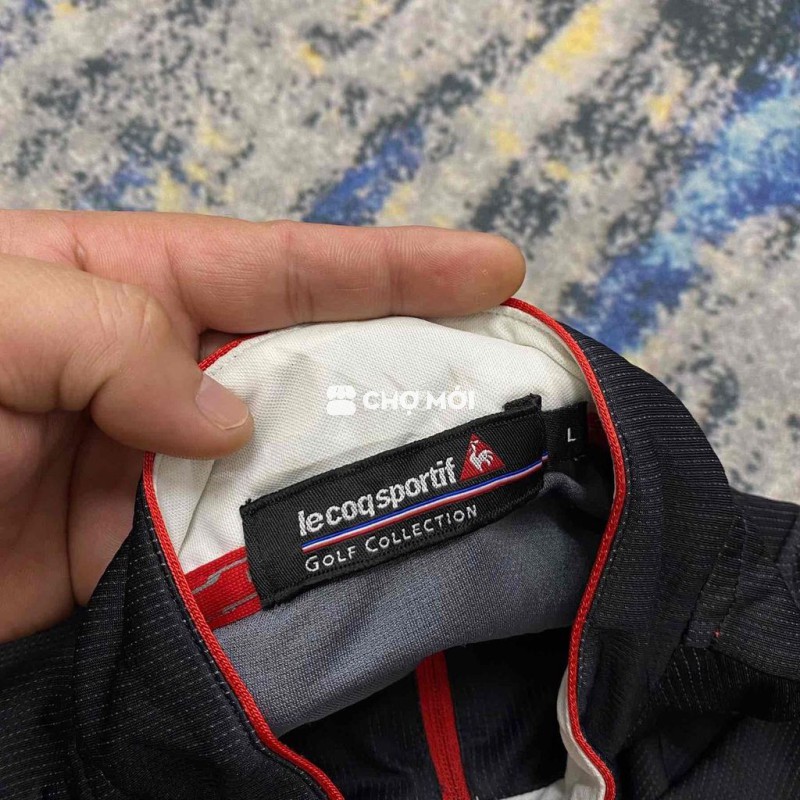 CHỢ MỚI
lecoqsportif
L
GOLF COLLECTION